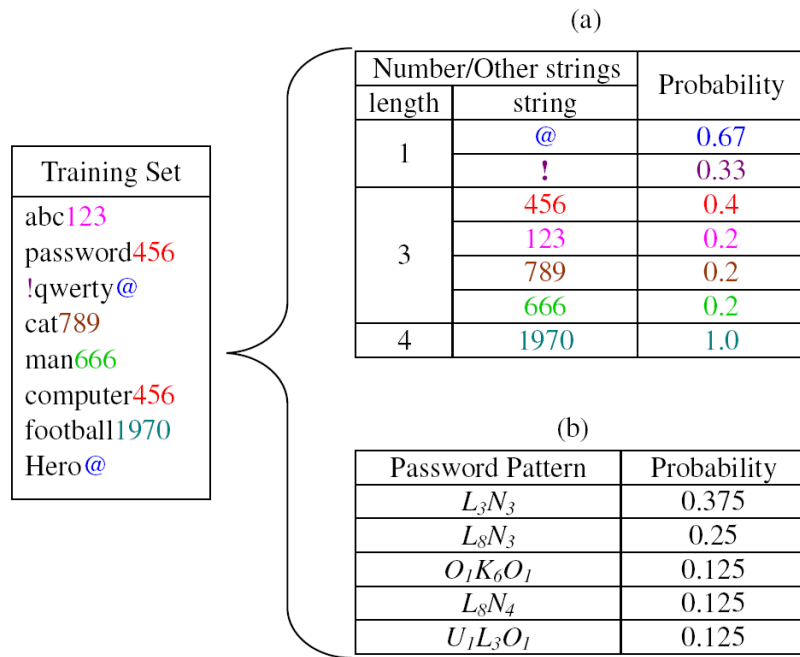 Training Set
abc123
password456
!qwerty@
cat789
man666
computer456
football1970
Hero@
(a)
Number/Other strings Probability
length string
1 @ 0.67
! 0.33
3 456 0.4
123 0.2
789 0.2
666 0.2
4 1970 1.0
(b)
Password Pattern Probability
L₃N₃ 0.375
L₈N₃ 0.25
O₁K₆O₁ 0.125
L₈N₄ 0.125
U₁L₃O₁ 0.125